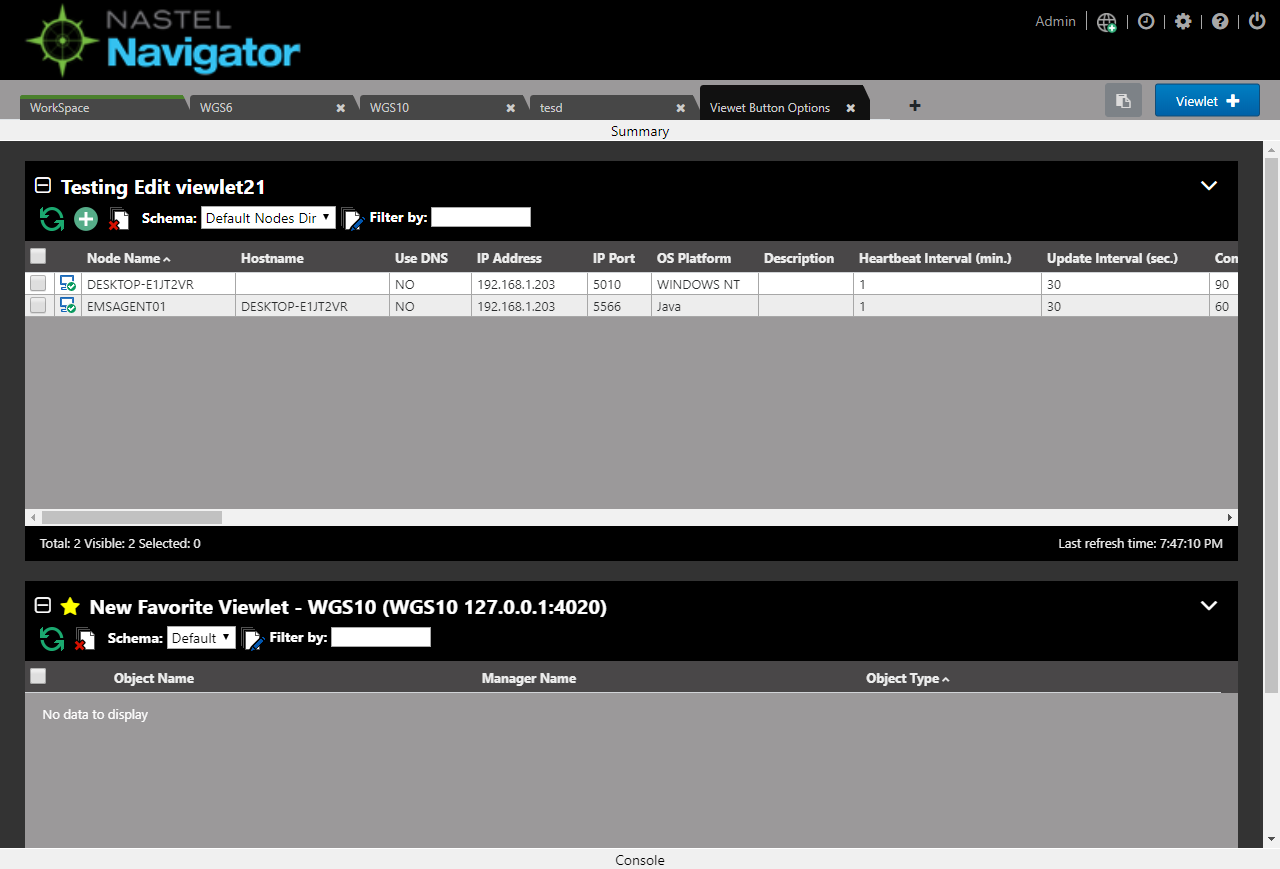 NASTEL
Navigator
Admin
WorkSpace WGS6 WGS10 tesd Viewet Button Options Viewlet
Summary
Testing Edit viewlet21
Schema: Default Nodes Dir Filter by:
Node Name Hostname Use DNS IP Address IP Port OS Platform Description Heartbeat Interval (min.) Update Interval (sec.) Con
DESKTOP-E1JT2VR NO 192.168.1.203 5010 WINDOWS NT 1 30 90
EMSAGENT01 DESKTOP-E1JT2VR NO 192.168.1.203 5566 Java 1 30 60
Total: 2 Visible: 2 Selected: 0 Last refresh time: 7:47:10 PM
New Favorite Viewlet - WGS10 (WGS10 127.0.0.1:4020)
Schema: Default Filter by:
Object Name Manager Name Object Type
No data to display
Console